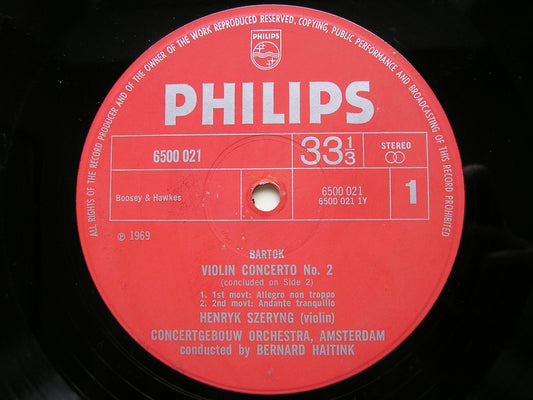 ALL RIGHTS OF THE RECORD PRODUCER AND OF THE OWNER OF THE WORK REPRODUCED RESERVED. COPYING, PUBLIC PERFORMANCE AND BROADCASTING OF THIS RECORD PROHIBITED
PHILIPS
PHILIPS
6500 021
33 1/3
STEREO
Boosey & Hawkes
6500 021
6500 021 1Y
1
℗ 1969
BARTOK
VIOLIN CONCERTO No. 2
(concluded on Side 2)
1. 1st movt: Allegro non troppo
2. 2nd movt: Andante tranquillo
HENRYK SZERYNG (violin)
CONCERTGEBOUW ORCHESTRA, AMSTERDAM
conducted by BERNARD HAITINK